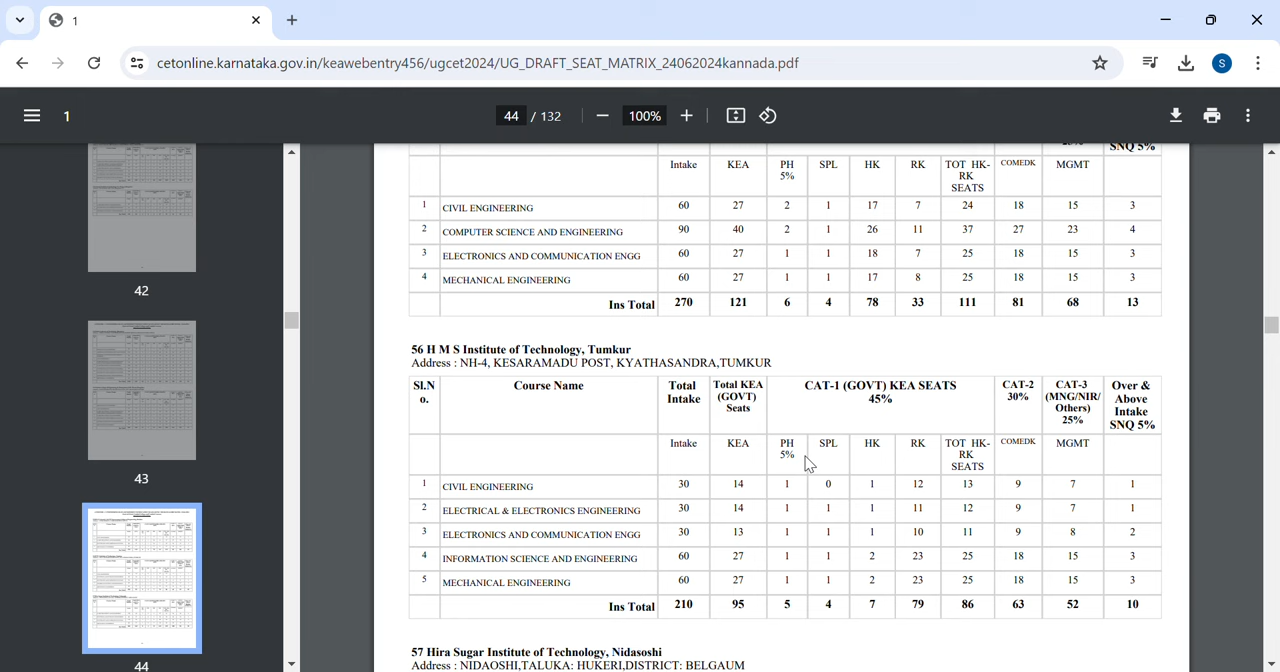 1
cetonline.karnataka.gov.in/keawebentry456/ugcet2024/UG_DRAFT_SEAT_MATRIX_24062024kannada.pdf
S
1 44 / 132 100%
42
43
44
SNQ 5%
Intake KEA PH 5% SPL HK RK TOT HK-RK SEATS COMEDK MGMT
1 CIVIL ENGINEERING 60 27 2 1 17 7 24 18 15 3
2 COMPUTER SCIENCE AND ENGINEERING 90 40 2 1 26 11 37 27 23 4
3 ELECTRONICS AND COMMUNICATION ENGG 60 27 1 1 18 7 25 18 15 3
4 MECHANICAL ENGINEERING 60 27 1 1 17 8 25 18 15 3
Ins Total 270 121 6 4 78 33 111 81 68 13
56 H M S Institute of Technology, Tumkur
Address : NH-4, KESARAMADU POST, KYATHASANDRA,TUMKUR
Sl.N o. Course Name Total Intake Total KEA (GOVT) Seats CAT-1 (GOVT) KEA SEATS 45% CAT-2 30% CAT-3 (MNG/NIR/ Others) 25% Over & Above Intake SNQ 5%
Intake KEA PH 5% SPL HK RK TOT HK-RK SEATS COMEDK MGMT
1 CIVIL ENGINEERING 30 14 1 0 1 12 13 9 7 1
2 ELECTRICAL & ELECTRONICS ENGINEERING 30 14 1 1 1 11 12 9 7 1
3 ELECTRONICS AND COMMUNICATION ENGG 30 13 1 1 1 10 11 9 8 2
4 INFORMATION SCIENCE AND ENGINEERING 60 27 1 1 2 23 25 18 15 3
5 MECHANICAL ENGINEERING 60 27 1 1 2 23 25 18 15 3
Ins Total 210 95 5 4 7 79 86 63 52 10
57 Hira Sugar Institute of Technology, Nidasoshi
Address : NIDAOSHI,TALUKA: HUKERI,DISTRICT: BELGAUM